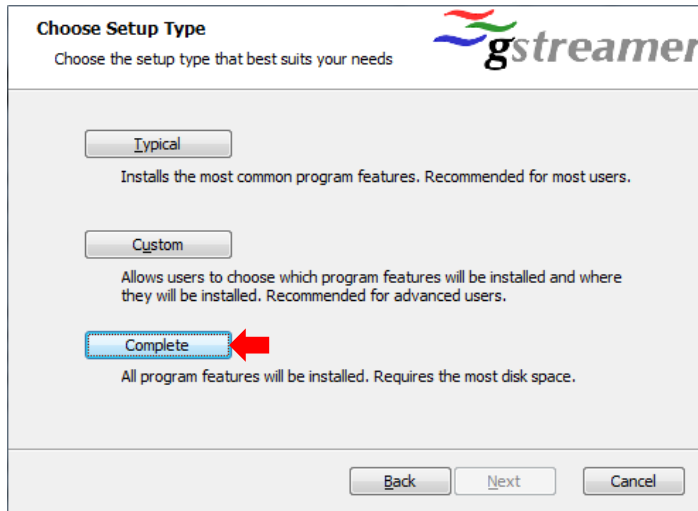 Choose Setup Type
Choose the setup type that best suits your needs
gstreamer
Typical
Installs the most common program features. Recommended for most users.
Custom
Allows users to choose which program features will be installed and where
they will be installed. Recommended for advanced users.
Complete
All program features will be installed. Requires the most disk space.
Back Next Cancel